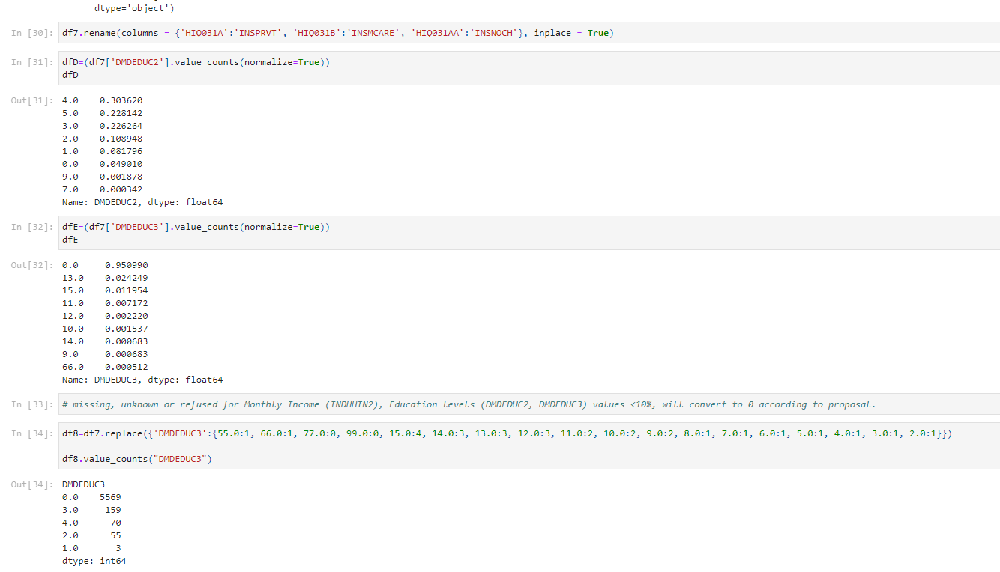 dtype='object')
In [30]: df7.rename(columns = {'HIQ031A':'INSPRVT', 'HIQ031B':'INSMCARE', 'HIQ031AA':'INSNOCH'}, inplace = True)
In [31]: dfD=(df7['DMDEDUC2'].value_counts(normalize=True))
dfD
Out[31]: 4.0    0.303620
5.0    0.228142
3.0    0.226264
2.0    0.108948
1.0    0.081796
0.0    0.049010
9.0    0.001878
7.0    0.000342
Name: DMDEDUC2, dtype: float64
In [32]: dfE=(df7['DMDEDUC3'].value_counts(normalize=True))
dfE
Out[32]: 0.0     0.950990
13.0    0.024249
15.0    0.011954
11.0    0.007172
12.0    0.002220
10.0    0.001537
14.0    0.000683
9.0     0.000683
66.0    0.000512
Name: DMDEDUC3, dtype: float64
In [33]: # missing, unknown or refused for Monthly Income (INDHHIN2), Education levels (DMDEDUC2, DMDEDUC3) values <10%, will convert to 0 according to proposal.
In [34]: df8=df7.replace({'DMDEDUC3':{55.0:1, 66.0:1, 77.0:0, 99.0:0, 15.0:4, 14.0:3, 13.0:3, 12.0:3, 11.0:2, 10.0:2, 9.0:2, 8.0:1, 7.0:1, 6.0:1, 5.0:1, 4.0:1, 3.0:1, 2.0:1}})
df8.value_counts("DMDEDUC3")
Out[34]: DMDEDUC3
0.0    5569
3.0     159
4.0      70
2.0      55
1.0       3
dtype: int64